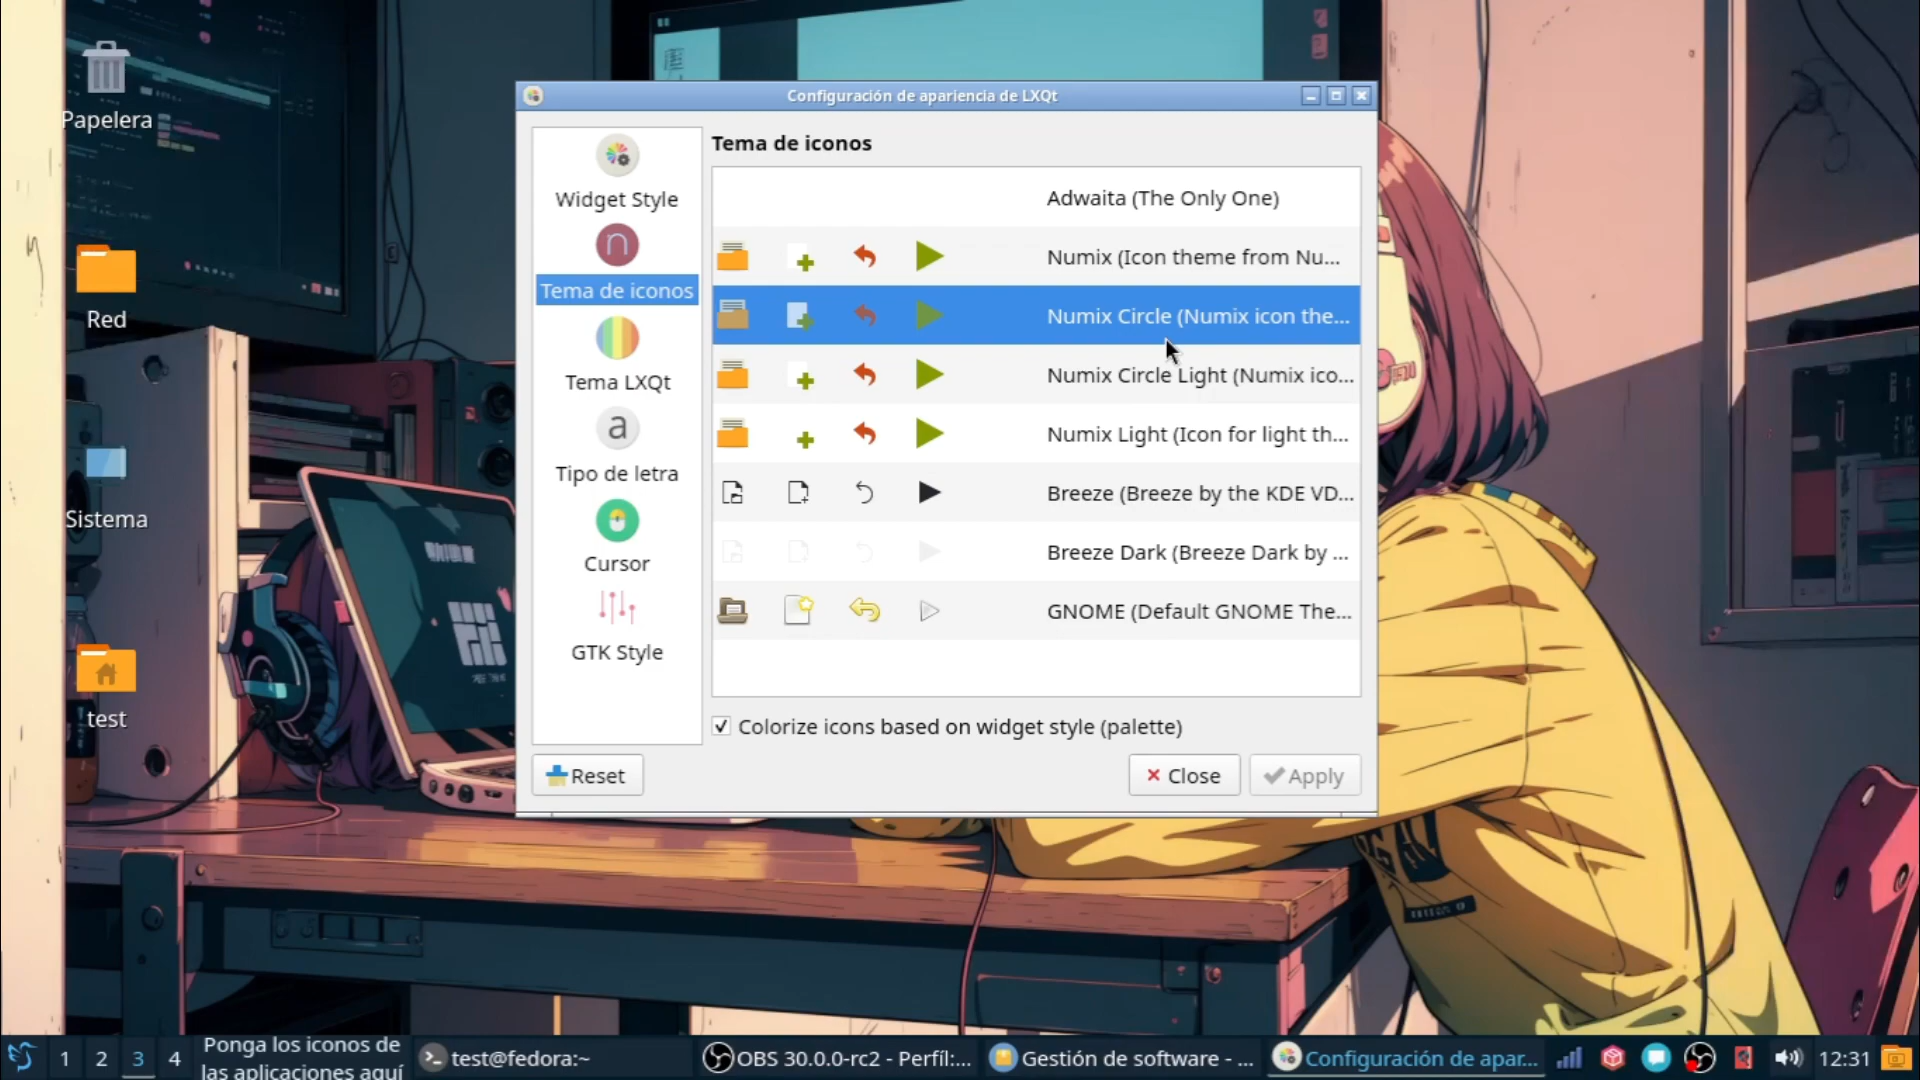 Papelera
Red
Sistema
test
Configuración de apariencia de LXQt
Widget Style
Tema de iconos
Tema LXQt
Tipo de letra
Cursor
GTK Style
Tema de iconos
Adwaita (The Only One)
Numix (Icon theme from Nu...
Numix Circle (Numix icon the...
Numix Circle Light (Numix ico...
Numix Light (Icon for light th...
Breeze (Breeze by the KDE VD...
Breeze Dark (Breeze Dark by ...
GNOME (Default GNOME The...
Colorize icons based on widget style (palette)
Reset
Close
Apply
1 2 3 4
Ponga los iconos de
las aplicaciones aquí
test@fedora:~
OBS 30.0.0-rc2 - Perfíl:...
Gestión de software - ...
Configuración de apar...
12:31